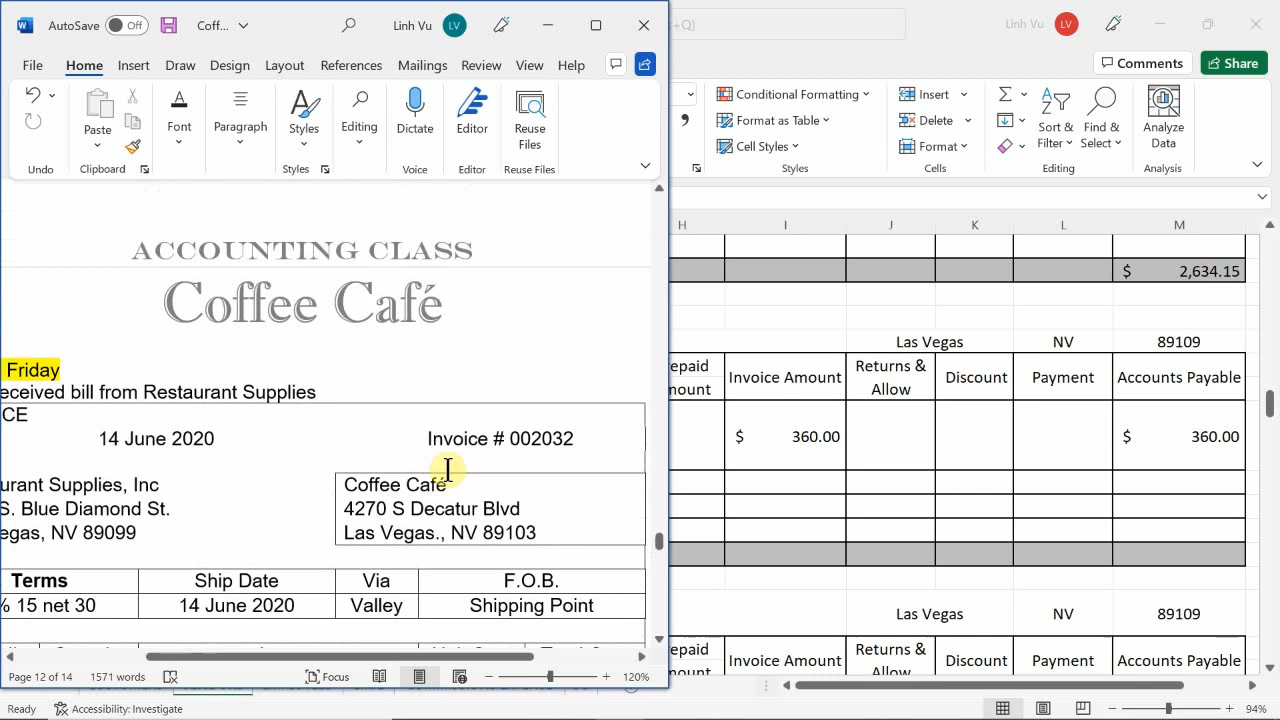 AutoSave Off Coff... Linh Vu LV
File Home Insert Draw Design Layout References Mailings Review View Help
Paste Font Paragraph Styles Editing Dictate Editor Reuse Files
Undo Clipboard Styles Voice Editor Reuse Files
ACCOUNTING CLASS
Coffee Café
Friday
eceived bill from Restaurant Supplies
CE
14 June 2020 Invoice # 002032
urant Supplies, Inc Coffee Café
S. Blue Diamond St. 4270 S Decatur Blvd
egas, NV 89099 Las Vegas., NV 89103
Terms Ship Date Via F.O.B.
% 15 net 30 14 June 2020 Valley Shipping Point
Page 12 of 14 1571 words Focus 120%
+Q) Linh Vu LV
Comments Share
Conditional Formatting Insert
Format as Table Delete
Cell Styles Format
Sort & Filter Find & Select Analyze Data
Styles Cells Editing Analysis
H I J K L M
$ 2,634.15
Las Vegas NV 89109
epaid ount Invoice Amount Returns & Allow Discount Payment Accounts Payable
$ 360.00 $ 360.00
Las Vegas NV 89109
epaid ount Invoice Amount Returns & Allow Discount Payment Accounts Payable
Ready Accessibility: Investigate 94%